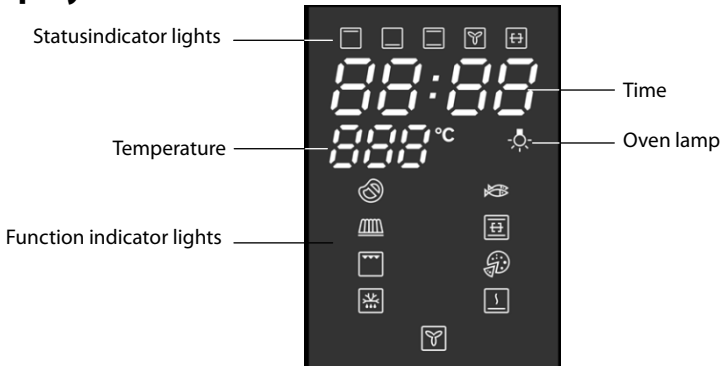 Statusindicator lights
88:88
Time
888°C
Temperature
Oven lamp
Function indicator lights